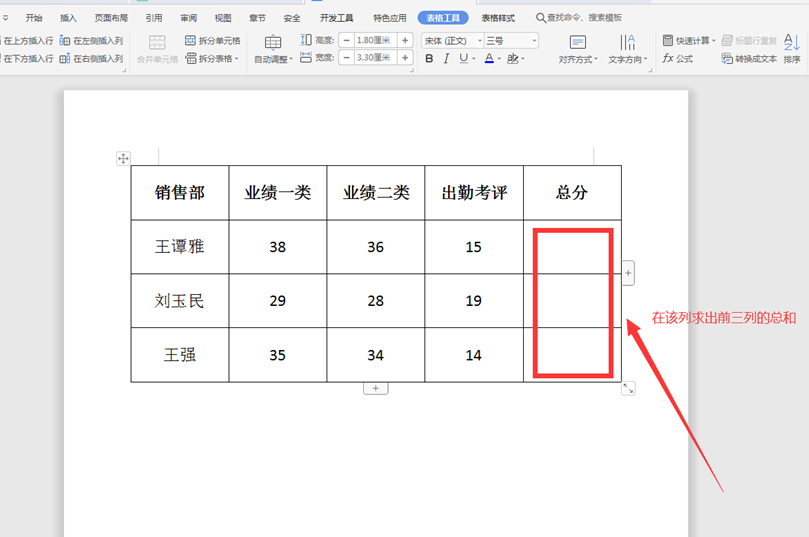 开始 插入 页面布局 引用 审阅 视图 章节 安全 开发工具 特色应用 表格工具 表格样式 查找命令、搜索模板
在上方插入行 在左侧插入列 合并单元格 拆分单元格 自动调整 高度: 1.80厘米 宋体 (正文) 三号 对齐方式 文字方向 快速计算 标题行重复 排序
在下方插入行 在右侧插入列 拆分表格 宽度: 3.30厘米 B I U A ab fx 公式 转换成文本
销售部 业绩一类 业绩二类 出勤考评 总分
王谭雅 38 36 15
刘玉民 29 28 19
王强 35 34 14
在该列求出前三列的总和